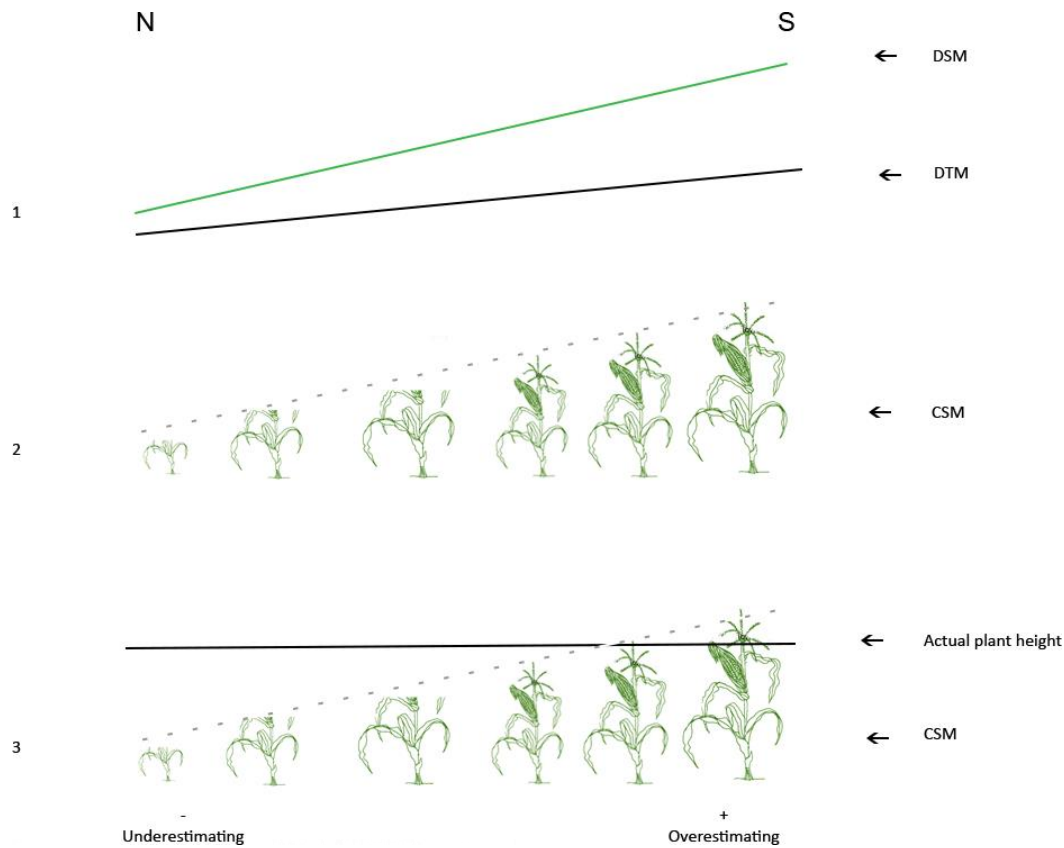 N
S
DSM
DTM
1
CSM
2
Actual plant height
CSM
3
-
+
Underestimating
Overestimating